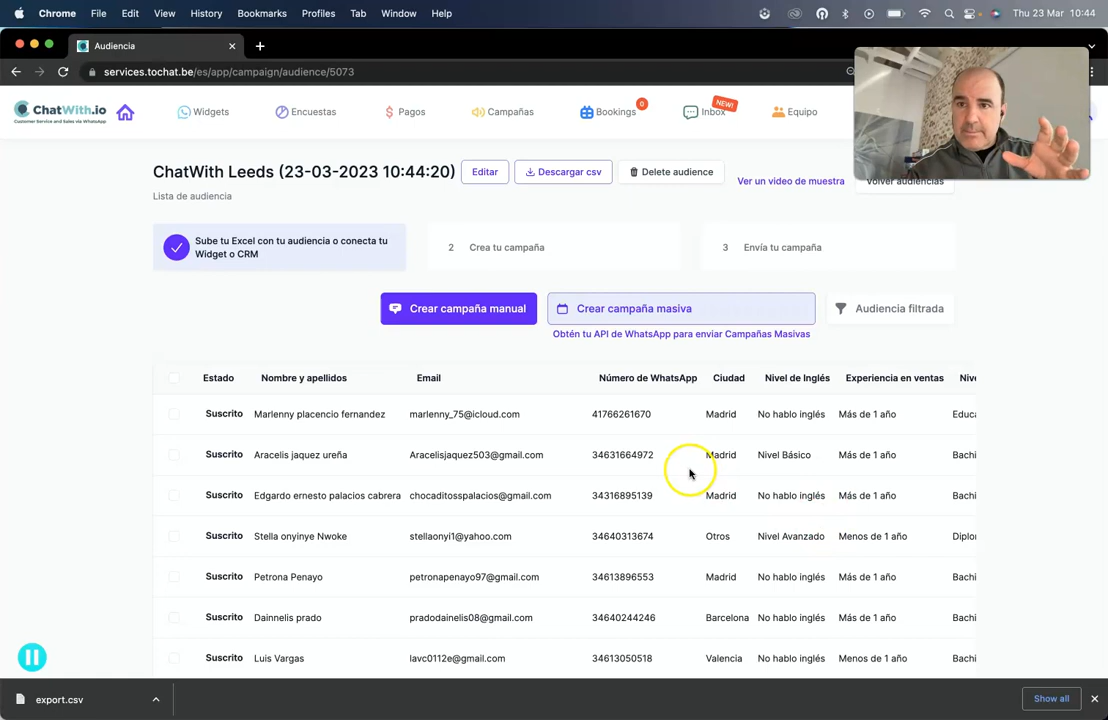 Chrome File Edit View History Bookmarks Profiles Tab Window Help Thu 23 Mar 10:44
Audiencia
services.tochat.be/es/app/campaign/audience/5073
ChatWith.io
Customer Service and Sales via WhatsApp
Widgets Encuestas Pagos Campañas Bookings 0 Inbox NEW! Equipo
ChatWith Leeds (23-03-2023 10:44:20) Editar Descargar csv Delete audience Ver un video de muestra Volver audiencias
Lista de audiencia
Sube tu Excel con tu audiencia o conecta tu
Widget o CRM
2 Crea tu campaña
3 Envía tu campaña
Crear campaña manual Crear campaña masiva Audiencia filtrada
Obtén tu API de WhatsApp para enviar Campañas Masivas
Estado Nombre y apellidos Email Número de WhatsApp Ciudad Nivel de Inglés Experiencia en ventas Nive
Suscrito Marlenny placencio fernandez marlenny_75@icloud.com 41766261670 Madrid No hablo inglés Más de 1 año Educa
Suscrito Aracelis jaquez ureña Aracelisjaquez503@gmail.com 34631664972 Madrid Nivel Básico Más de 1 año Bachi
Suscrito Edgardo ernesto palacios cabrera chocaditosspalacios@gmail.com 34316895139 Madrid No hablo inglés Más de 1 año Bachi
Suscrito Stella onyinye Nwoke stellaonyi1@yahoo.com 34640313674 Otros Nivel Avanzado Menos de 1 año Diplo
Suscrito Petrona Penayo petronapenayo97@gmail.com 34613896553 Madrid No hablo inglés Más de 1 año Bachi
Suscrito Dainnelis prado pradodainelis08@gmail.com 34640244246 Barcelona No hablo inglés Más de 1 año Bachi
Suscrito Luis Vargas lavc0112e@gmail.com 34613050518 Valencia No hablo inglés Menos de 1 año Bachi
export.csv Show all